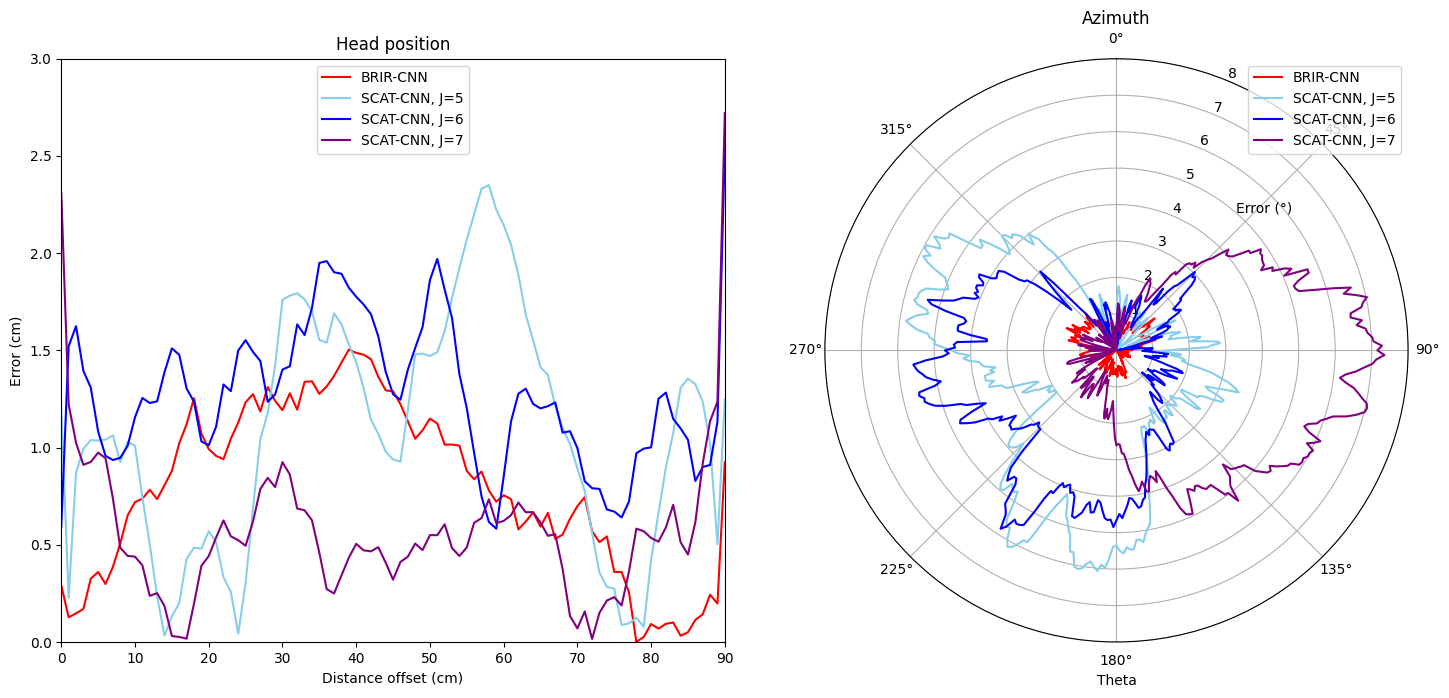 Head position
3.0
2.5
2.0
1.5
1.0
0.5
0.0
Error (cm)
BRIR-CNN
SCAT-CNN, J=5
SCAT-CNN, J=6
SCAT-CNN, J=7
0 10 20 30 40 50 60 70 80 90
Distance offset (cm)
Azimuth
0°
8
7
6
5
4
3
2
1
BRIR-CNN
SCAT-CNN, J=5
SCAT-CNN, J=6
SCAT-CNN, J=7
45°
315°
Error (°)
270°
90°
225°
135°
180°
Theta